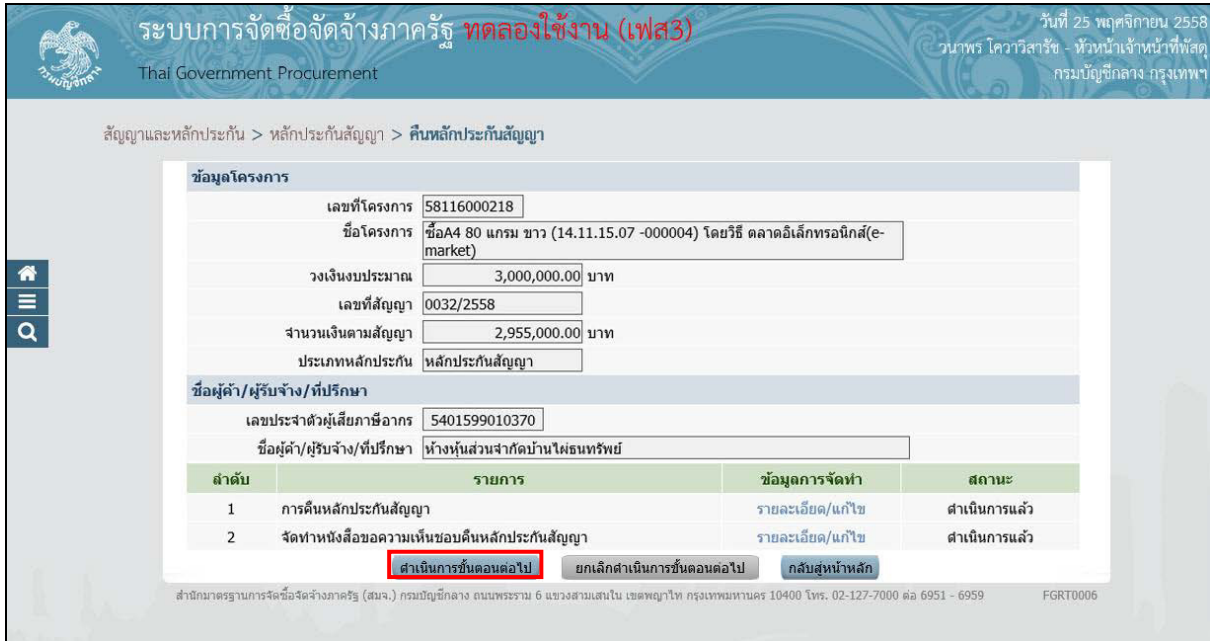 ระบบการจัดซื้อจัดจ้างภาครัฐ ทดลองใช้งาน (เฟส3)
Thai Government Procurement
วันที่ 25 พฤศจิกายน 2558
วนาพร โควาวิสารัช - หัวหน้าเจ้าหน้าที่พัสดุ
กรมบัญชีกลาง กรุงเทพฯ
กรมบัญชีกลาง
สัญญาและหลักประกัน > หลักประกันสัญญา > คืนหลักประกันสัญญา
ข้อมูลโครงการ
เลขที่โครงการ 58116000218
ชื่อโครงการ ซื้อA4 80 แกรม ขาว (14.11.15.07 -000004) โดยวิธี ตลาดอิเล็กทรอนิกส์(e-
market)
วงเงินงบประมาณ 3,000,000.00 บาท
เลขที่สัญญา 0032/2558
จำนวนเงินตามสัญญา 2,955,000.00 บาท
ประเภทหลักประกัน หลักประกันสัญญา
ชื่อผู้ค้า/ผู้รับจ้าง/ที่ปรึกษา
เลขประจำตัวผู้เสียภาษีอากร 5401599010370
ชื่อผู้ค้า/ผู้รับจ้าง/ที่ปรึกษา ห้างหุ้นส่วนจำกัดบ้านไผ่ธนทรัพย์
ลำดับ รายการ ข้อมูลการจัดทำ สถานะ
1 การคืนหลักประกันสัญญา รายละเอียด/แก้ไข ดำเนินการแล้ว
2 จัดทำหนังสือขอความเห็นชอบคืนหลักประกันสัญญา รายละเอียด/แก้ไข ดำเนินการแล้ว
ดำเนินการขั้นตอนต่อไป ยกเลิกดำเนินการขั้นตอนต่อไป กลับสู่หน้าหลัก
สำนักมาตรฐานการจัดซื้อจัดจ้างภาครัฐ (สมจ.) กรมบัญชีกลาง ถนนพระราม 6 แขวงสามเสนใน เขตพญาไท กรุงเทพมหานคร 10400 โทร. 02-127-7000 ต่อ 6951 - 6959 FGRT0006